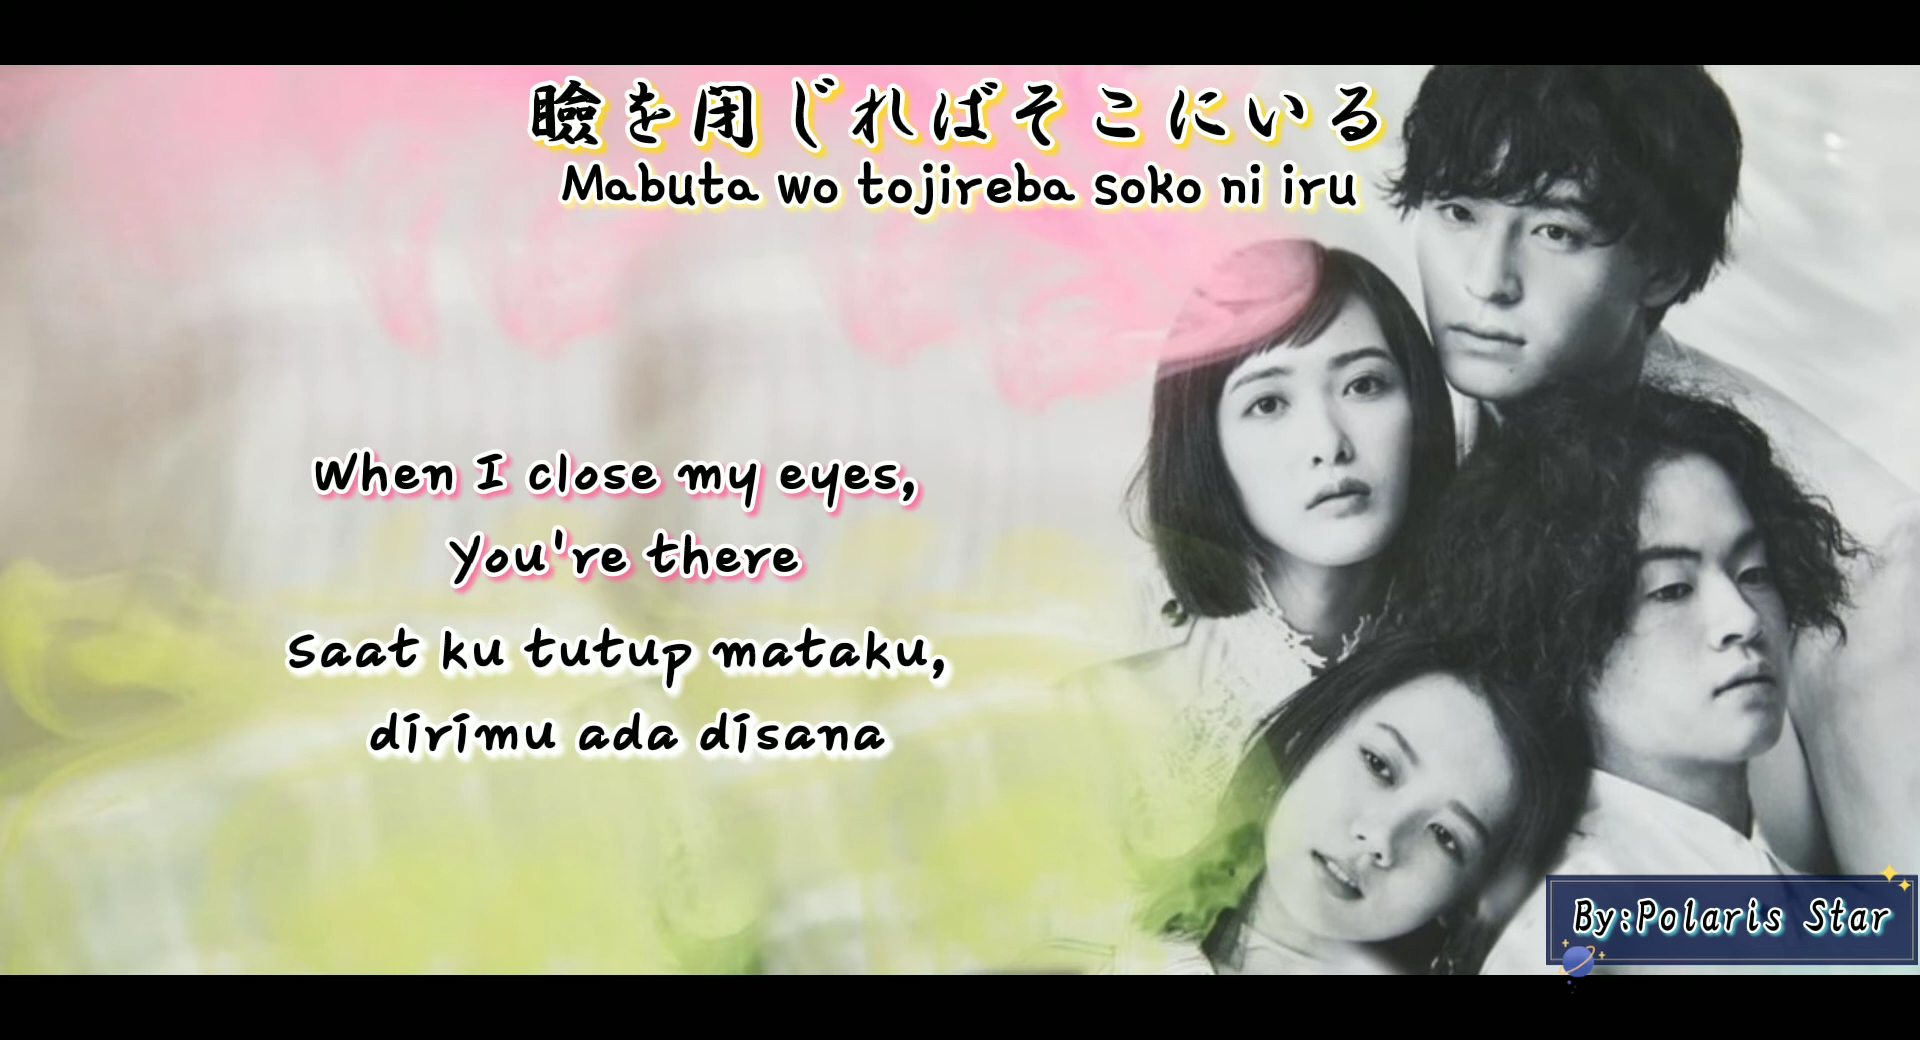 瞼を閉じればそこにいる
Mabuta wo tojireba soko ni iru
When I close my eyes,
You're there
Saat ku tutup mataku,
dirimu ada disana
By:Polaris Star